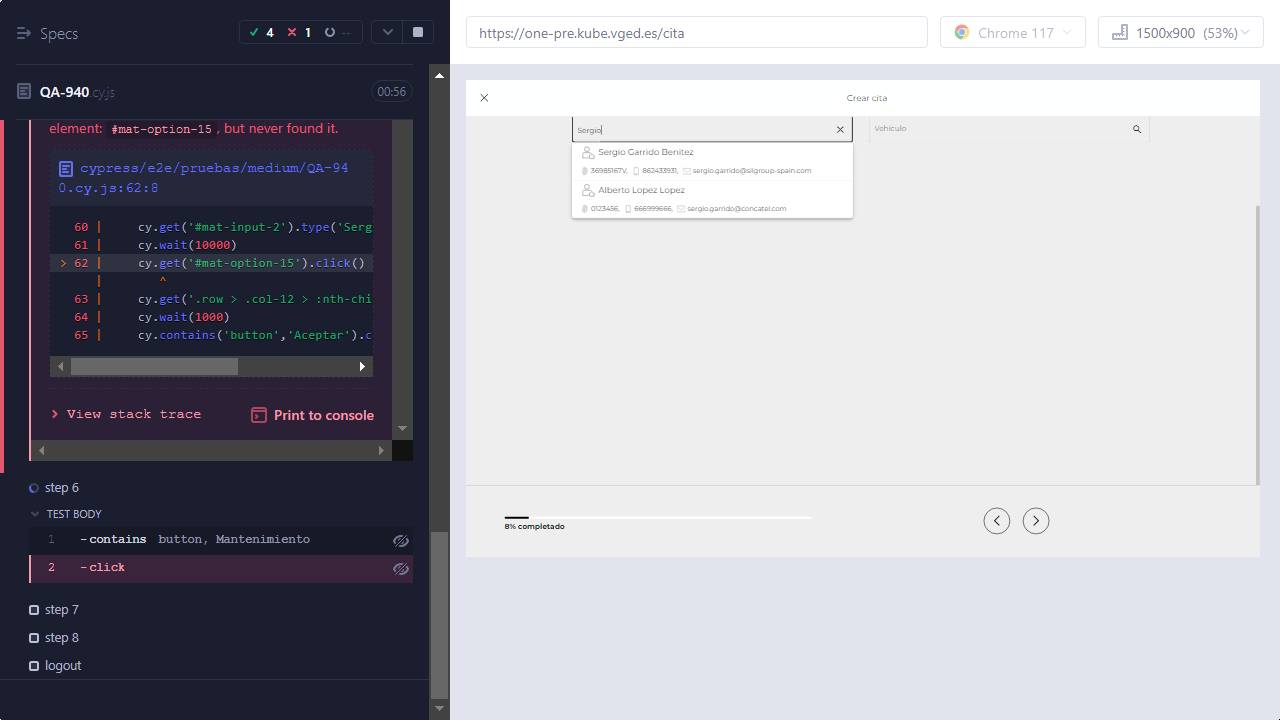 Specs
4
1
--
QA-940.cy.js
00:56
element: #mat-option-15, but never found it.
cypress/e2e/pruebas/medium/QA-94
0.cy.js:62:8
60 | cy.get('#mat-input-2').type('Serg
61 | cy.wait(10000)
> 62 | cy.get('#mat-option-15').click()
| ^
63 | cy.get('.row > .col-12 > :nth-chi
64 | cy.wait(1000)
65 | cy.contains('button','Aceptar').c
> View stack trace
Print to console
step 6
TEST BODY
1 -contains button, Mantenimiento
2 -click
step 7
step 8
logout
https://one-pre.kube.vged.es/cita
Chrome 117
1500x900 (53%)
Crear cita
Sergio
Vehículo
Sergio Garrido Benitez
36985167V, 862433931, sergio.garrido@siigroup-spain.com
Alberto Lopez Lopez
0123456, 666999666, sergio.garrido@concatel.com
8% completado